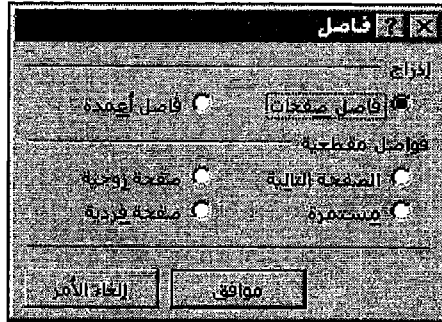 فاصل
إدراج
فاصل صفحات فاصل أعمدة
فواصل مقطعية
الصفحة التالية صفحة زوجية
مستمرة صفحة فردية
موافق إلغاء الأمر